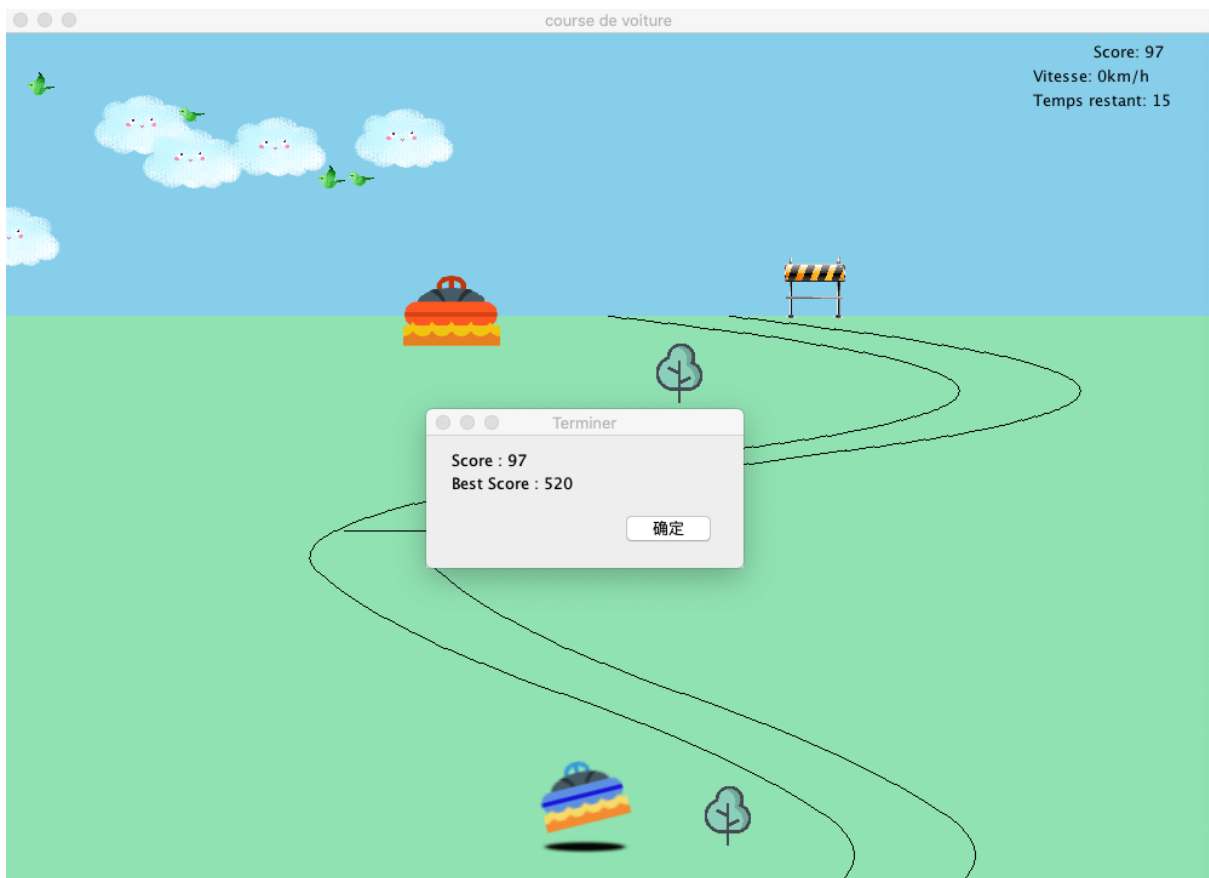 course de voiture
Score: 97
Vitesse: 0km/h
Temps restant: 15
Terminer
Score : 97
Best Score : 520
确定